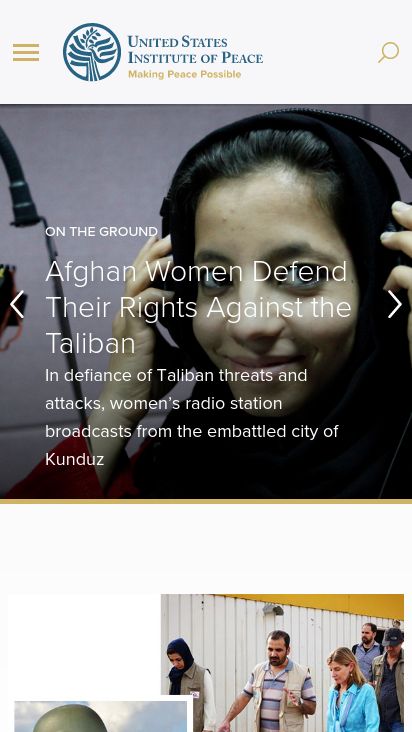 UNITED STATES
INSTITUTE OF PEACE
Making Peace Possible
ON THE GROUND
Afghan Women Defend
Their Rights Against the
Taliban
In defiance of Taliban threats and
attacks, women’s radio station
broadcasts from the embattled city of
Kunduz